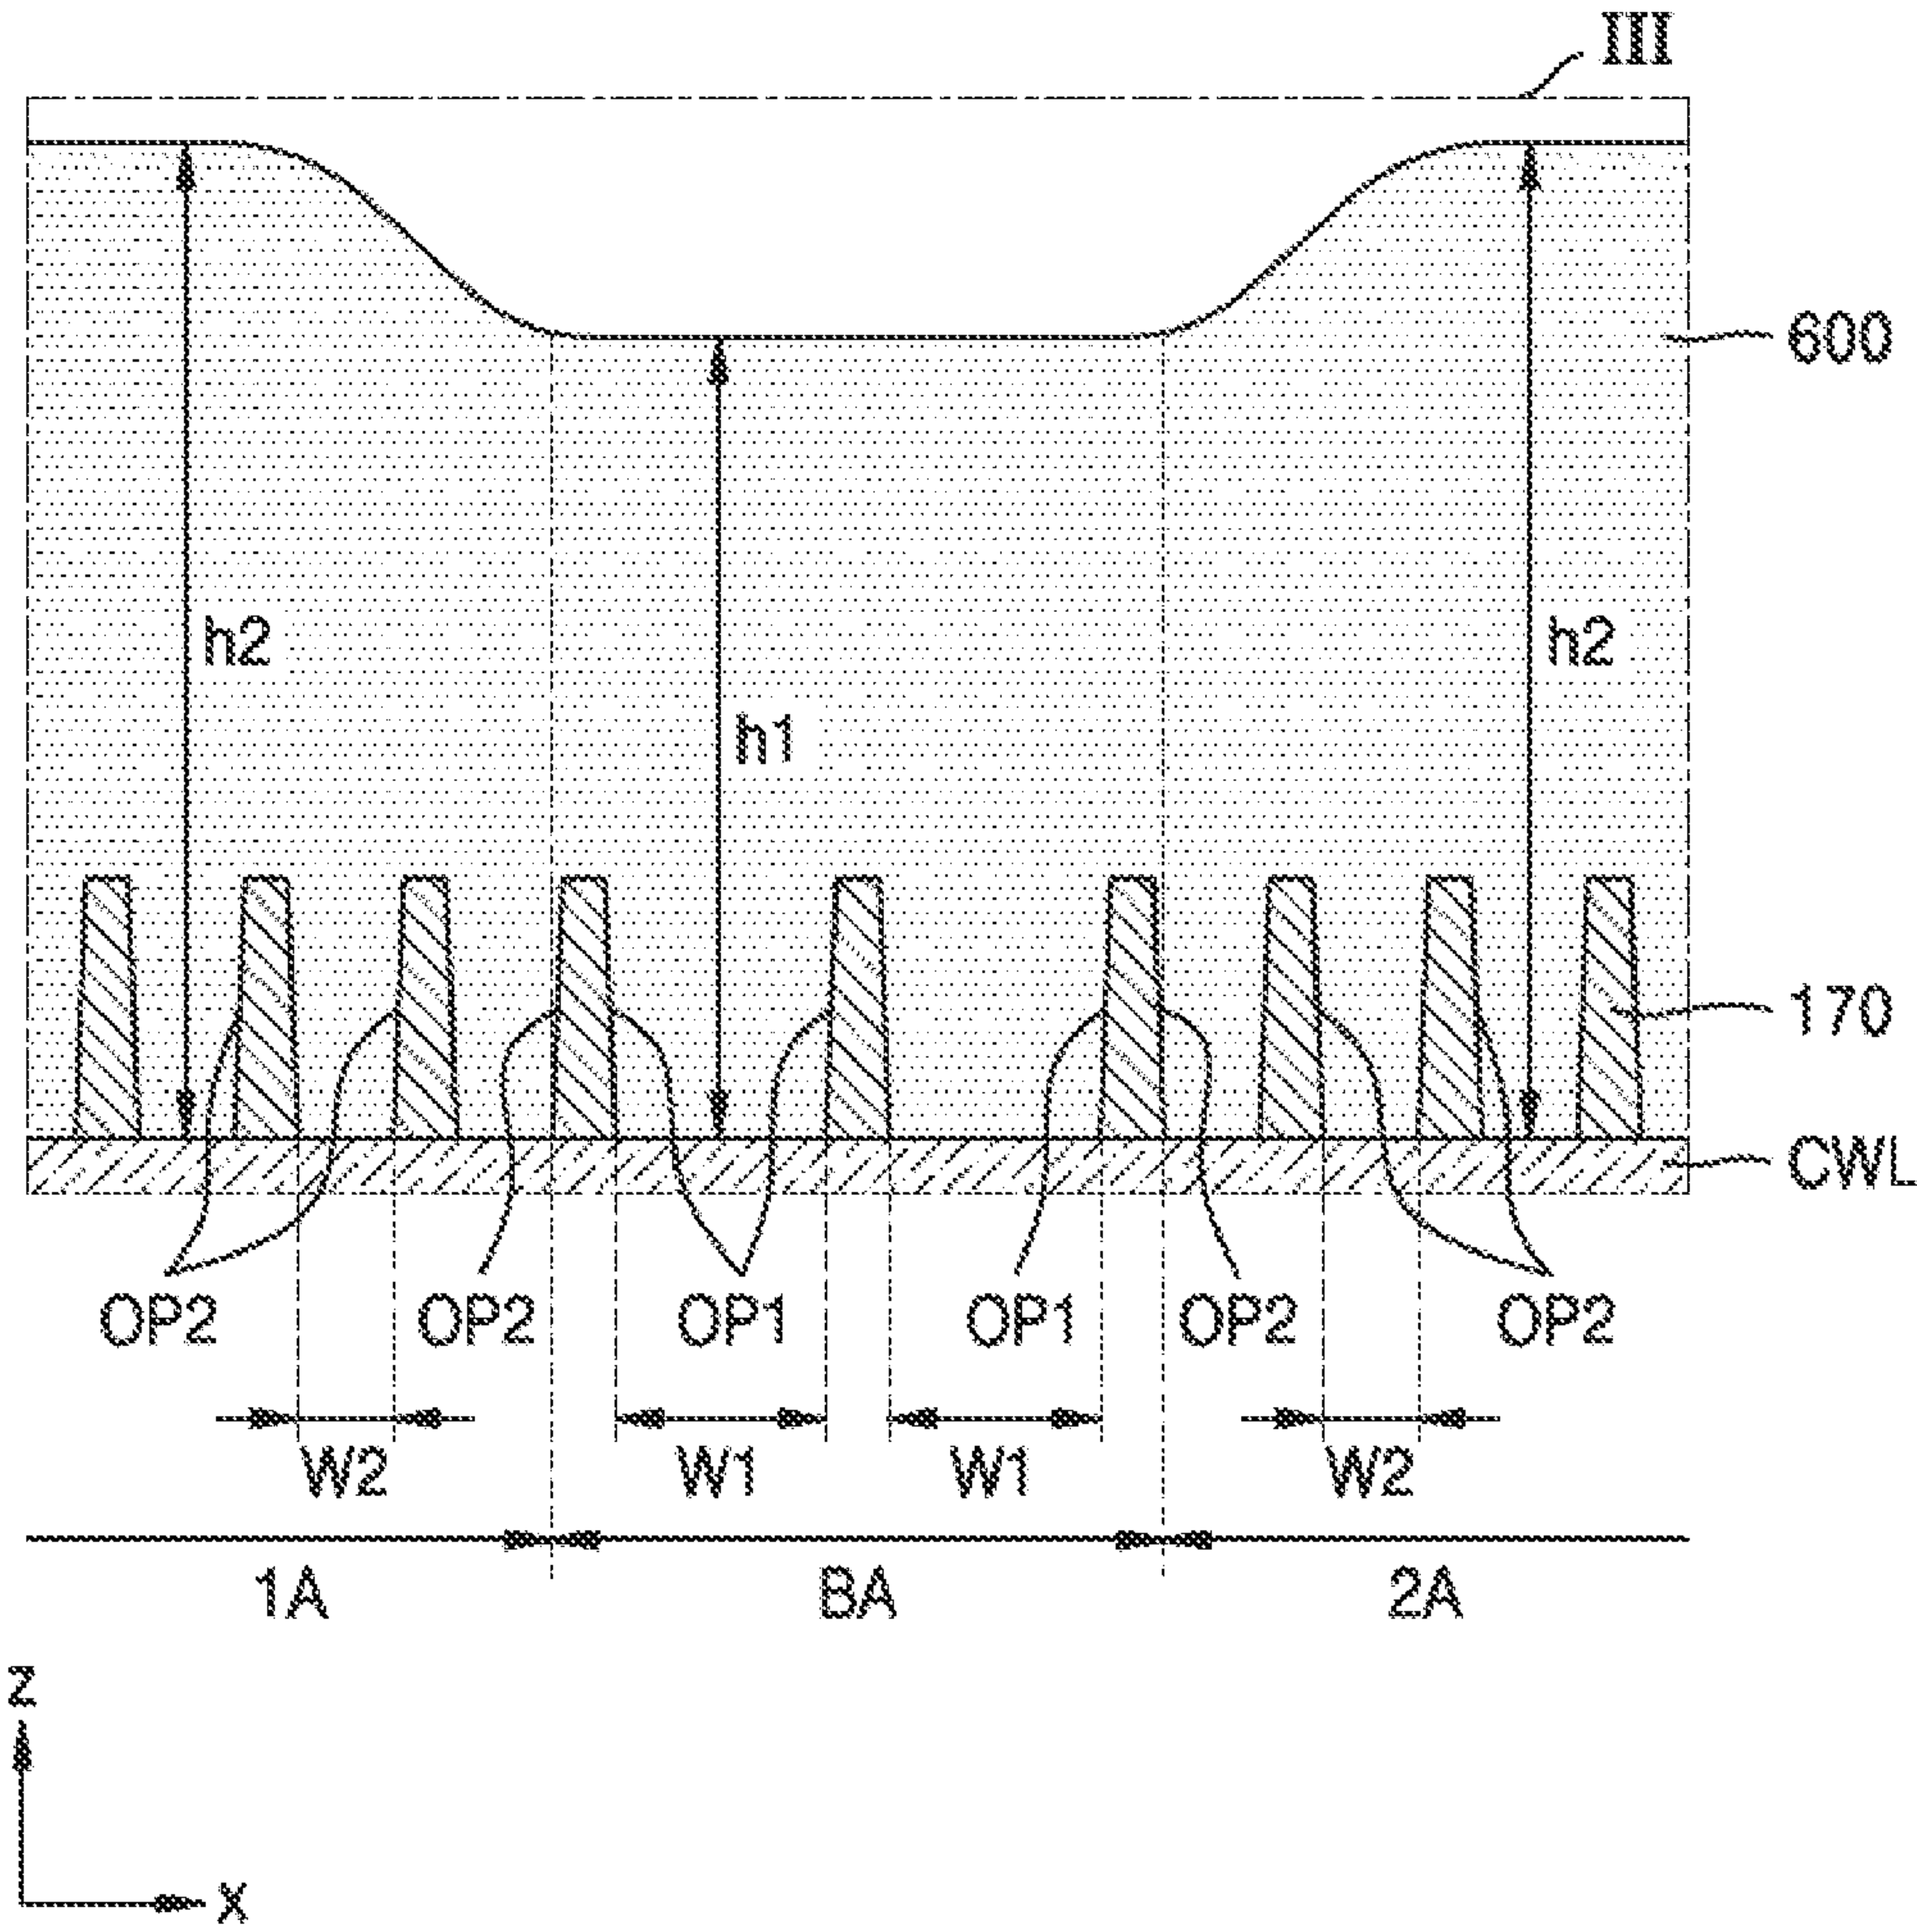 III
600
h2
h2
h1
170
CWL
OP2 OP2 OP1 OP1 OP2 OP2
W2 W1 W1 W2
1A BA 2A
z
x